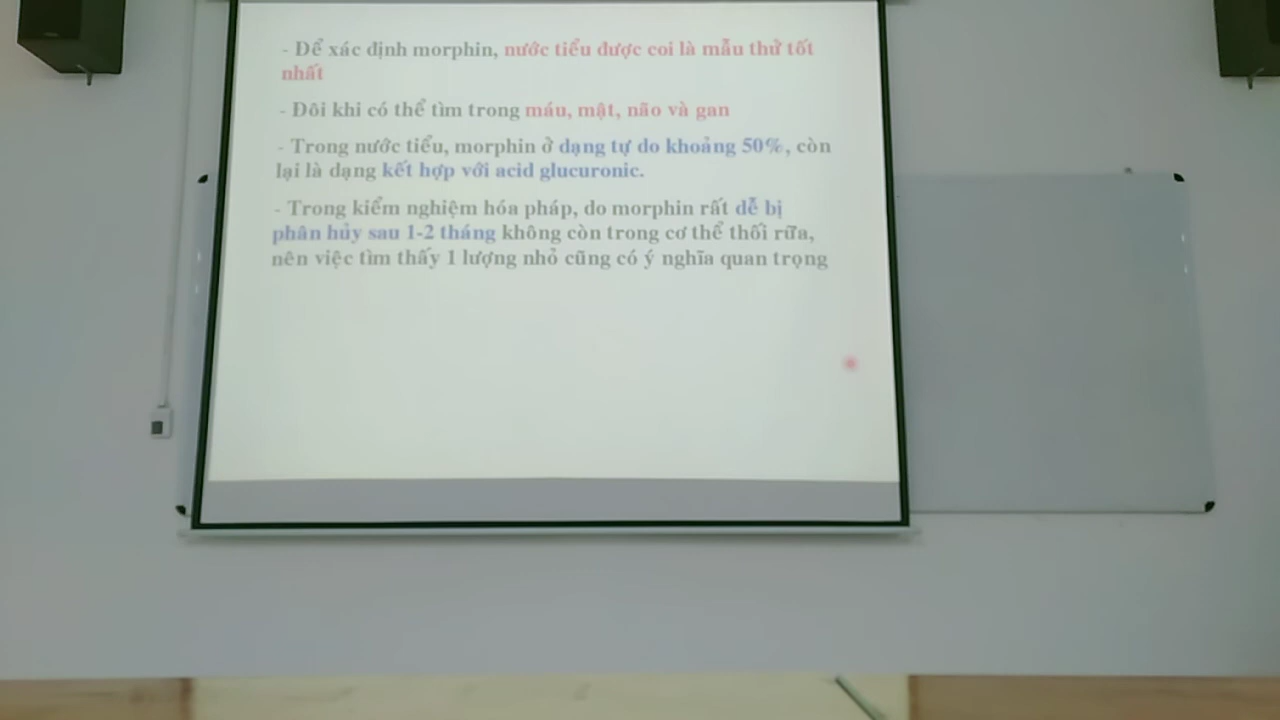 - Để xác định morphin, nước tiểu được coi là mẫu thử tốt
nhất
- Đôi khi có thể tìm trong máu, mật, não và gan
- Trong nước tiểu, morphin ở dạng tự do khoảng 50%, còn
lại là dạng kết hợp với acid glucuronic.
- Trong kiểm nghiệm hóa pháp, do morphin rất dễ bị
phân hủy sau 1-2 tháng không còn trong cơ thể thối rữa,
nên việc tìm thấy 1 lượng nhỏ cũng có ý nghĩa quan trọng